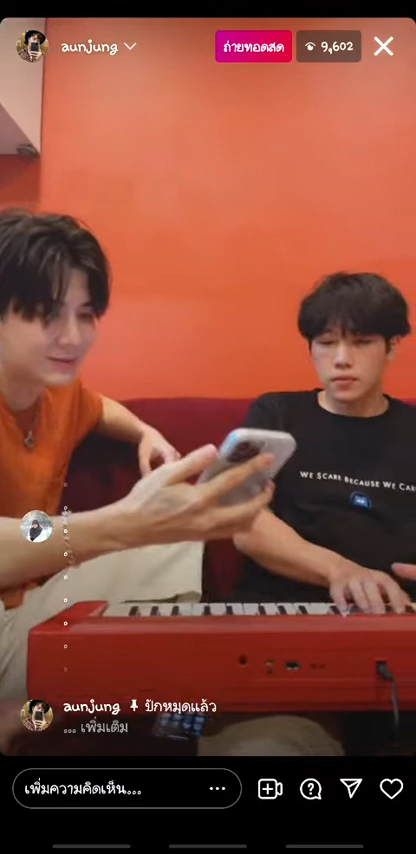 aunjung
ถ่ายทอดสด
9,602
WE SCARE BECAUSE WE CARE
aunjung ปักหมุดแล้ว
... เพิ่มเติม
เพิ่มความคิดเห็น...